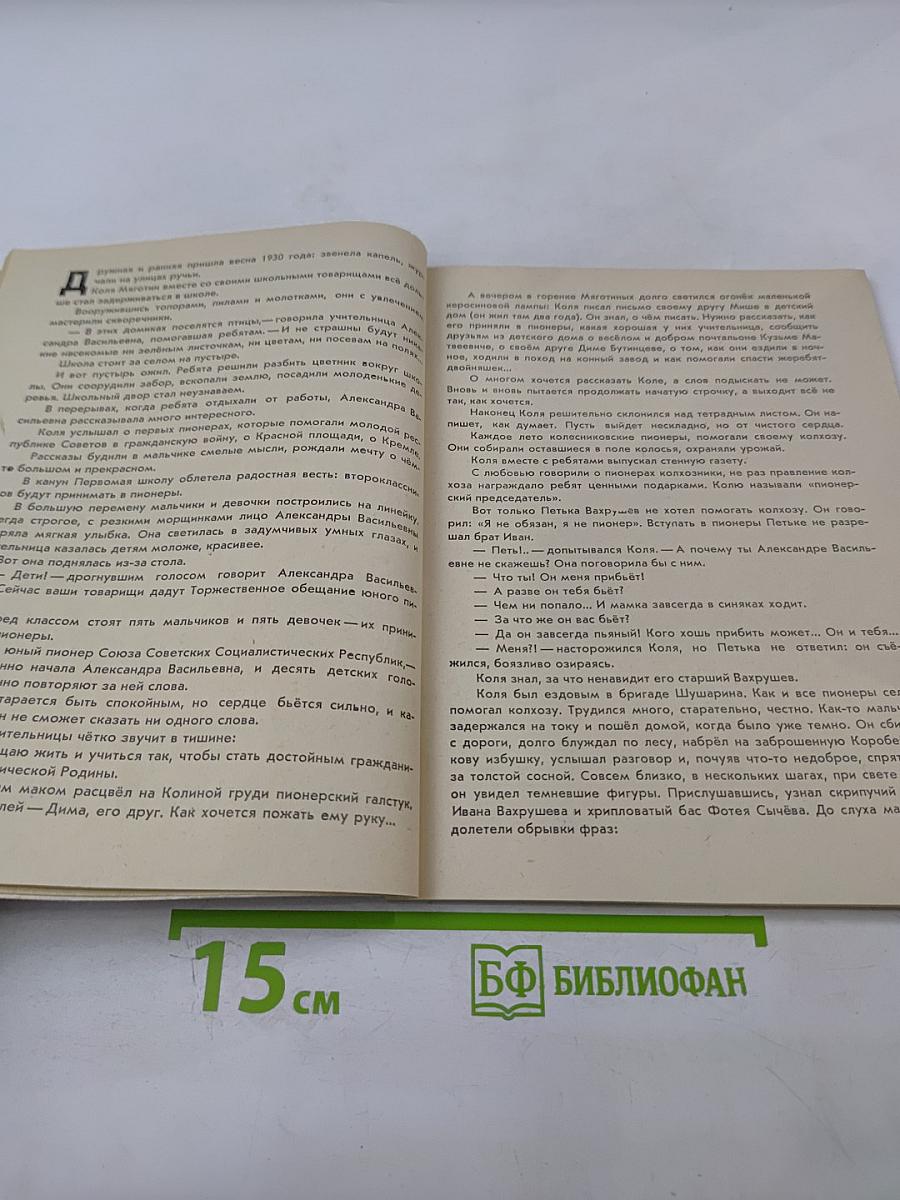 Дружная и ранняя пришла весна 1930 года: звенела капель, жур-
чали на улицах ручьи.
Коля Мяготин вместе со своими школьными товарищами всё доль-
ше стал задерживаться в школе.
Вооружившись топорами, пилами и молотками, они с увлечением
мастерили скворечники.
— В этих домиках поселятся птицы,— говорила учительница Алек-
сандра Васильевна, помогавшая ребятам.— И не страшны будут ника-
кие насекомые ни зелёным листочкам, ни цветам, ни посевам на полях.
Школа стоит за селом на пустыре.
И вот пустырь ожил. Ребята решили разбить цветник вокруг шко-
лы. Они соорудили забор, вскопали землю, посадили молоденькие де-
ревья. Школьный двор стал неузнаваем.
В перерывах, когда ребята отдыхали от работы, Александра Ва-
сильевна рассказывала много интересного.
Коля услышал о первых пионерах, которые помогали молодой рес-
публике Советов в гражданскую войну, о Красной площади, о Кремле.
Рассказы будили в мальчике смелые мысли, рождали мечту о чём-
то большом и прекрасном.
В канун Первомая школу облетела радостная весть: второклассни-
ов будут принимать в пионеры.
В большую перемену мальчики и девочки построились на линейку.
егда строгое, с резкими морщинками лицо Александры Васильевны
ряла мягкая улыбка. Она светилась в задумчивых умных глазах, и
ельница казалась детям моложе, красивее.
Вот она поднялась из-за стола.
— Дети! — дрогнувшим голосом говорит Александра Васильев-
Сейчас ваши товарищи дадут Торжественное обещание юного пи-
ред классом стоят пять мальчиков и пять девочек — их прини-
пионеры.
юный пионер Союза Советских Социалистических Республик,—
нно начала Александра Васильевна, и десять детских голо-
нно повторяют за ней слова.
тарается быть спокойным, но сердце бьётся сильно, и ка-
н не сможет сказать ни одного слова.
ительницы чётко звучит в тишине:
щаю жить и учиться так, чтобы стать достойным граждани-
ической Родины.
м маком расцвёл на Колиной груди пионерский галстук,
лей — Дима, его друг. Как хочется пожать ему руку...
А вечером в горенке Мяготиных долго светился огонёк маленькой
керосиновой лампы: Коля писал письмо своему другу Мише в детский
дом (он жил там два года). Он знал, о чём писать. Нужно рассказать, как
его приняли в пионеры, какая хорошая у них учительница, сообщить
друзьям из детского дома о весёлом и добром почтальоне Кузьме Ма-
твеевиче, о своём друге Диме Бутинцеве, о том, как они ездили в ноч-
ное, ходили в поход на конный завод и как помогали спасти жеребят-
двойняшек...
О многом хочется рассказать Коле, а слов подыскать не может.
Вновь и вновь пытается продолжать начатую строчку, а выходит всё не
так, как хочется.
Наконец Коля решительно склонился над тетрадным листом. Он на-
пишет, как думает. Пусть выйдет нескладно, но от чистого сердца.
Каждое лето колесниковские пионеры, помогали своему колхозу.
Они собирали оставшиеся в поле колосья, охраняли урожай.
Коля вместе с ребятами выпускал стенную газету.
С любовью говорили о пионерах колхозники, не раз правление кол-
хоза награждало ребят ценными подарками. Колю называли «пионер-
ский председатель».
Вот только Петька Вахрушев не хотел помогать колхозу. Он гово-
рил: «Я не обязан, я не пионер». Вступать в пионеры Петьке не разре-
шал брат Иван.
— Петь!.. — допытывался Коля. — А почему ты Александре Василь-
евне не скажешь? Она поговорила бы с ним.
— Что ты! Он меня прибьёт!
— А разве он тебя бьёт?
— Чем ни попало... И мамка завсегда в синяках ходит.
— За что же он вас бьёт?
— Да он завсегда пьяный! Кого хошь прибить может... Он и тебя...
— Меня?! — насторожился Коля, но Петька не ответил: он съё-
жился, боязливо озираясь.
Коля знал, за что ненавидит его старший Вахрушев.
Коля был ездовым в бригаде Шушарина. Как и все пионеры сел
помогал колхозу. Трудился много, старательно, честно. Как-то мальч
задержался на току и пошёл домой, когда было уже темно. Он сби
с дороги, долго блуждал по лесу, набрёл на заброшенную Коробе
кову избушку, услышал разговор и, почуяв что-то недоброе, спрят
за толстой сосной. Совсем близко, в нескольких шагах, при свете
он увидел темневшие фигуры. Прислушавшись, узнал скрипучий
Ивана Вахрушева и хрипловатый бас Фотея Сычёва. До слуха ма
долетели обрывки фраз:
15 см
БФ БИБЛИОФАН